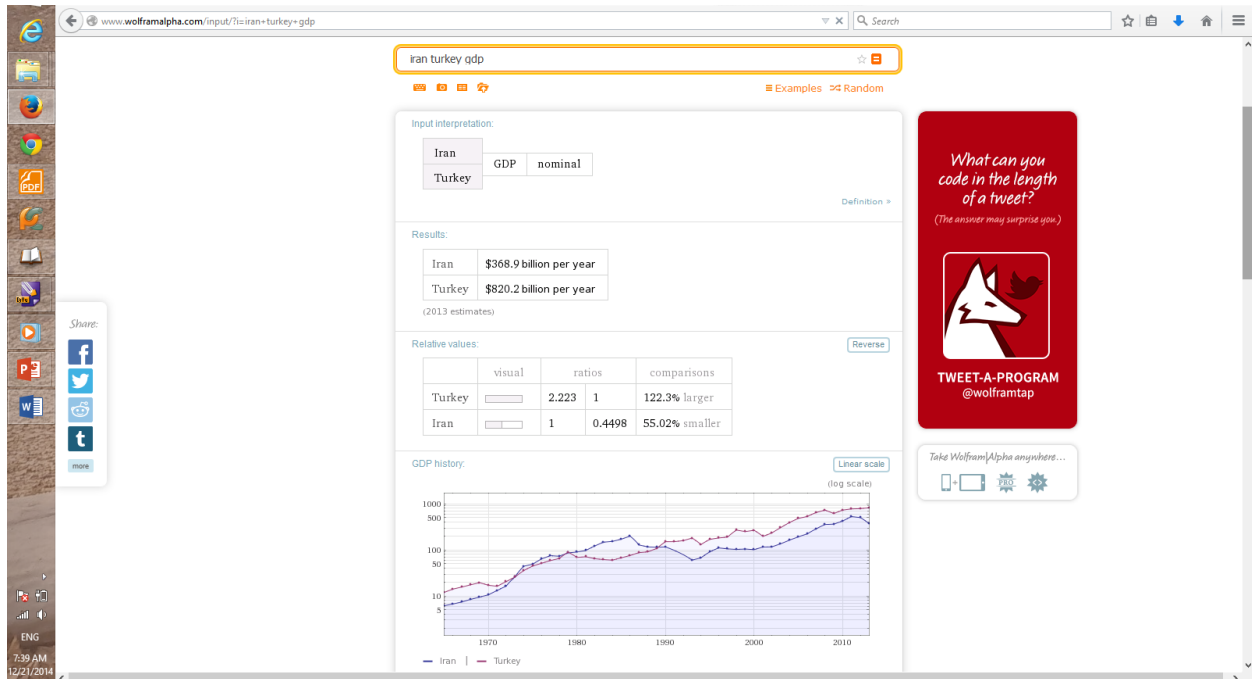 www.wolframalpha.com/input/?i=iran+turkey+gdp
Search
iran turkey gdp
Examples Random
Input interpretation:
Iran
Turkey
GDP nominal
Definition »
Results:
Iran $368.9 billion per year
Turkey $820.2 billion per year
(2013 estimates)
Relative values:
Reverse
visual ratios comparisons
Turkey 2.223 1 122.3% larger
Iran 1 0.4498 55.02% smaller
GDP history:
Linear scale
(log scale)
1000
500
100
50
10
5
1970 1980 1990 2000 2010
Iran | Turkey
Share:
f
t
more
What can you
code in the length
of a tweet?
(The answer may surprise you.)
TWEET-A-PROGRAM
@wolframtap
Take Wolfram|Alpha anywhere...
PRO
PDF
ENG
7:39 AM
12/21/2014